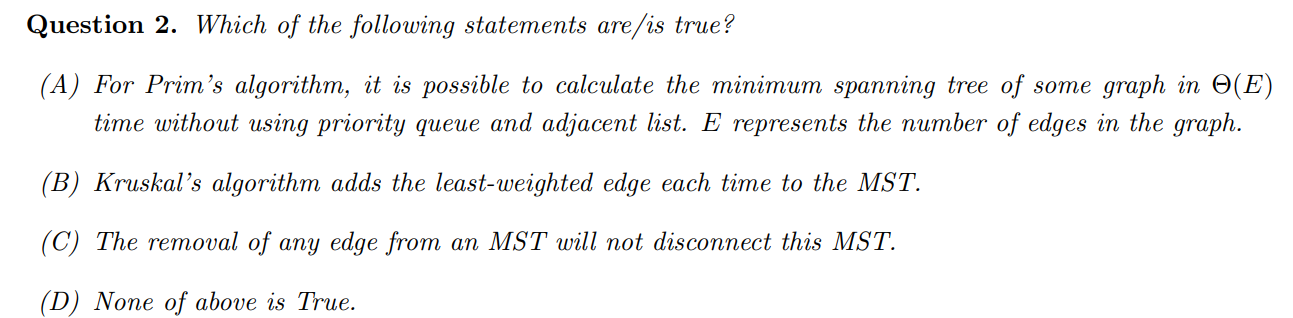 Question 2. Which of the following statements are/is true?
(A) For Prim's algorithm, it is possible to calculate the minimum spanning tree of some graph in Θ(E)
time without using priority queue and adjacent list. E represents the number of edges in the graph.
(B) Kruskal's algorithm adds the least-weighted edge each time to the MST.
(C) The removal of any edge from an MST will not disconnect this MST.
(D) None of above is True.